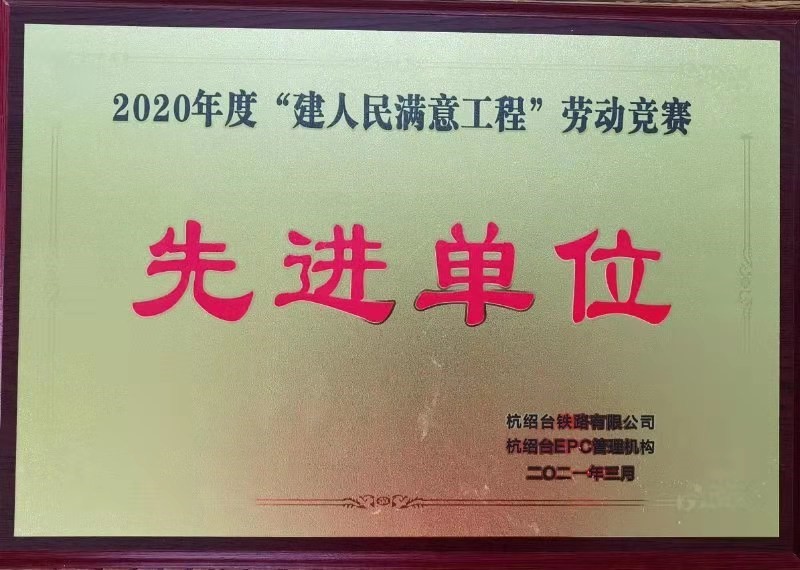 2020年度“建人民满意工程”劳动竞赛
先进单位
杭绍台铁路有限公司
杭绍台EPC管理机构
二〇二一年三月